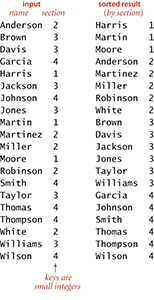 input sorted result
name section (by section)
Anderson 2 Harris 1
Brown 3 Martin 1
Davis 3 Moore 1
Garcia 4 Anderson 2
Harris 1 Martinez 2
Jackson 3 Miller 2
Johnson 4 Robinson 2
Jones 3 White 2
Martin 1 Brown 3
Martinez 2 Davis 3
Miller 2 Jackson 3
Moore 1 Jones 3
Robinson 2 Taylor 3
Smith 4 Williams 3
Taylor 3 Garcia 4
Thomas 4 Johnson 4
Thompson 4 Smith 4
White 2 Thomas 4
Williams 3 Thompson 4
Wilson 4 Wilson 4
keys are
small integers